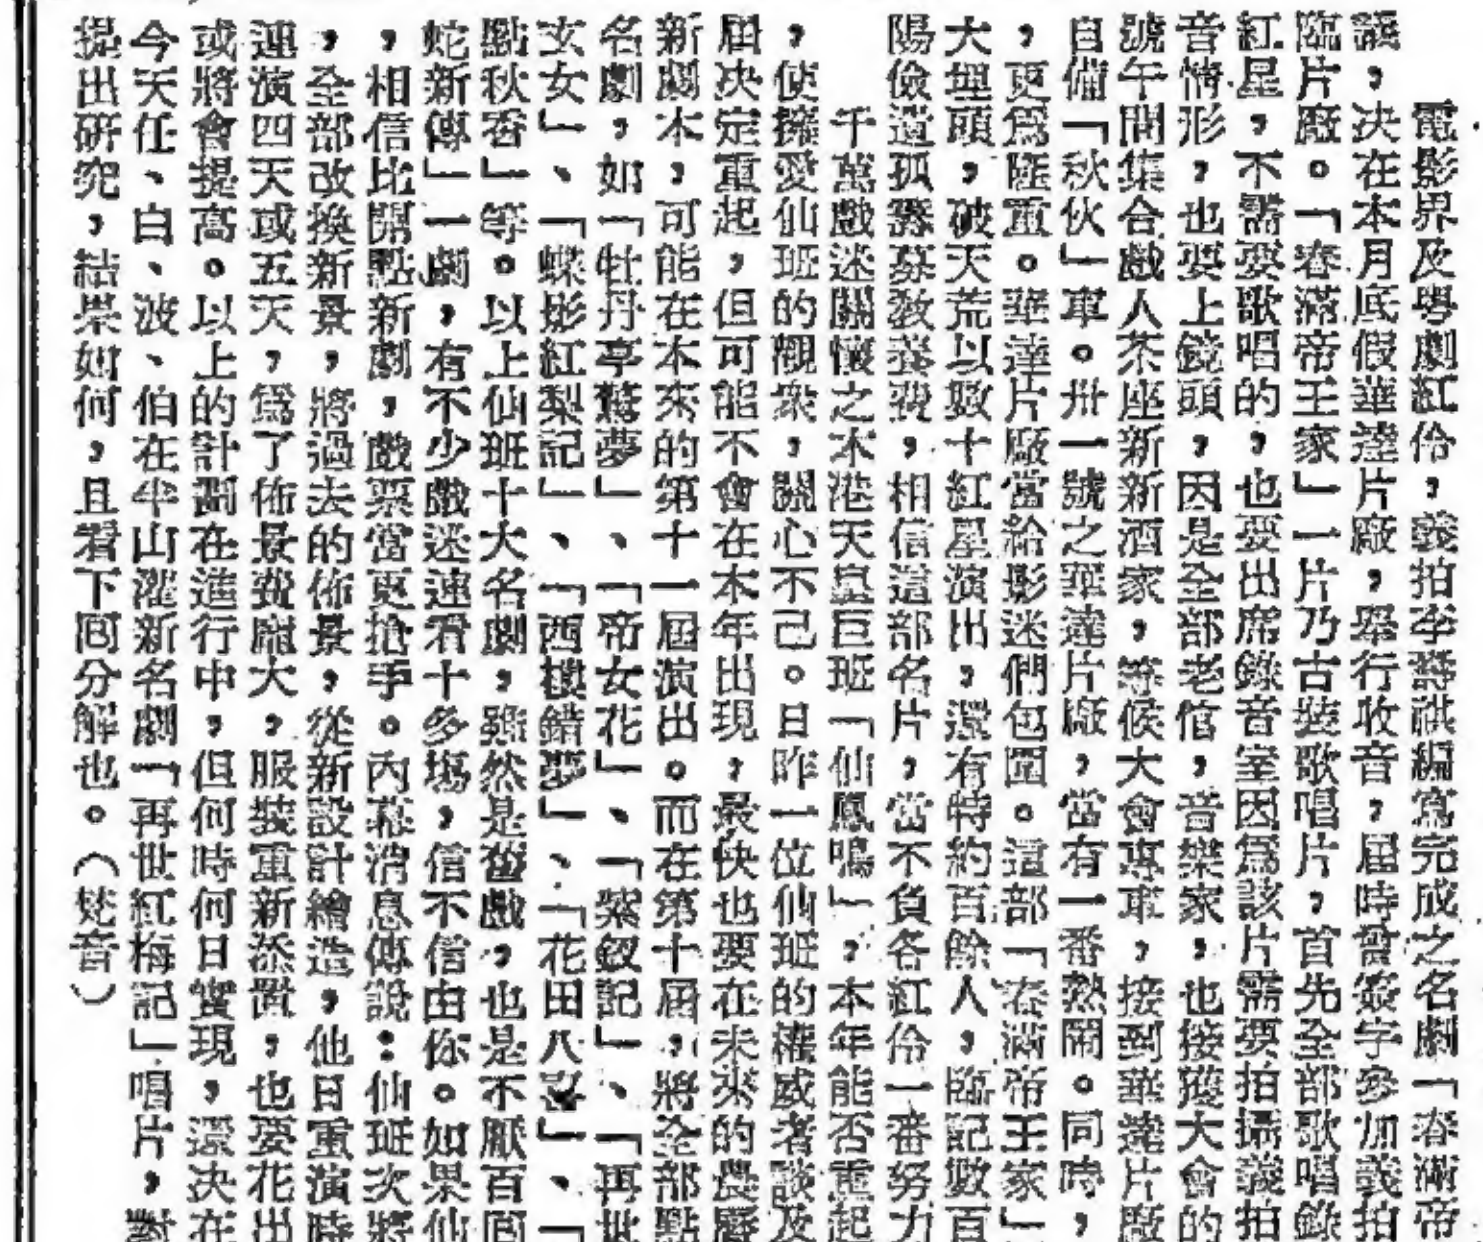 電影界及粵劇紅伶，義拍李壽祺編寫完成之名劇「春滿帝
議，決在本月底假華達片廠，舉行收音，屆時曾簽字參加義拍
臨片廠。「春滿帝王家」一片乃古裝歌唱片，首先全部歌唱錄
紅星，不需要歌唱的，也要出席錄音室因爲該片需要拍攝義拍
音情形，也要上鏡頭，因是全部老倌，音樂家，也接獲大會的
號午間集合戲人茶座新新酒家，等候大會專車，接到華達片廠
自備「秋伙」車。卅一號之華達片廠，當有一番熱鬧。同時，
，更爲隆重。華達片廠當給影迷們包圍。這部「春滿帝王家」
大埋頭，破天荒以數十紅星演出，還有特約百餘人，臨記數百
陽儉遺孤籌募教養費，相信這部名片，當不負各紅伶一番努力
千萬戲迷關懷之本港天皇巨班「仙鳳鳴」，本年能否重起
，使擁愛仙班的觀衆，關心不已。日昨一位仙班的權威者談及
屆决定重起，但可能不會在本年出現，最快也要在未來的農曆
新劇本，可能在本來的第十一屆演出。而在第十屆，將全部點
名劇，如「牡丹亭驚夢」、「帝女花」、「紫釵記」、「再世
玄女」、「蝶影紅梨記」、「西樓錯夢」、「花田八喜」、「
點秋香」等。以上仙班十大名劇，雖然是舊戲，也是不厭百囘
蛇新傳」一劇，有不少戲迷連看十多場，信不信由你。如果仙
，相信比開點新劇，戲票當更搶手。內幕消息傳說：仙班次將
，全部改換新景，將過去的佈景，從新設計繪造，他日重演時
連演四天或五天，爲了佈景費龐大，服裝重新添置，也要花出
或將會提高。以上的計劃在進行中，但何時何日實現，還決在
今天任、白、波、伯在半山灌新名劇「再世紅梅記」唱片，對
提出研究，結果如何，且看下囘分解也。（梵音）